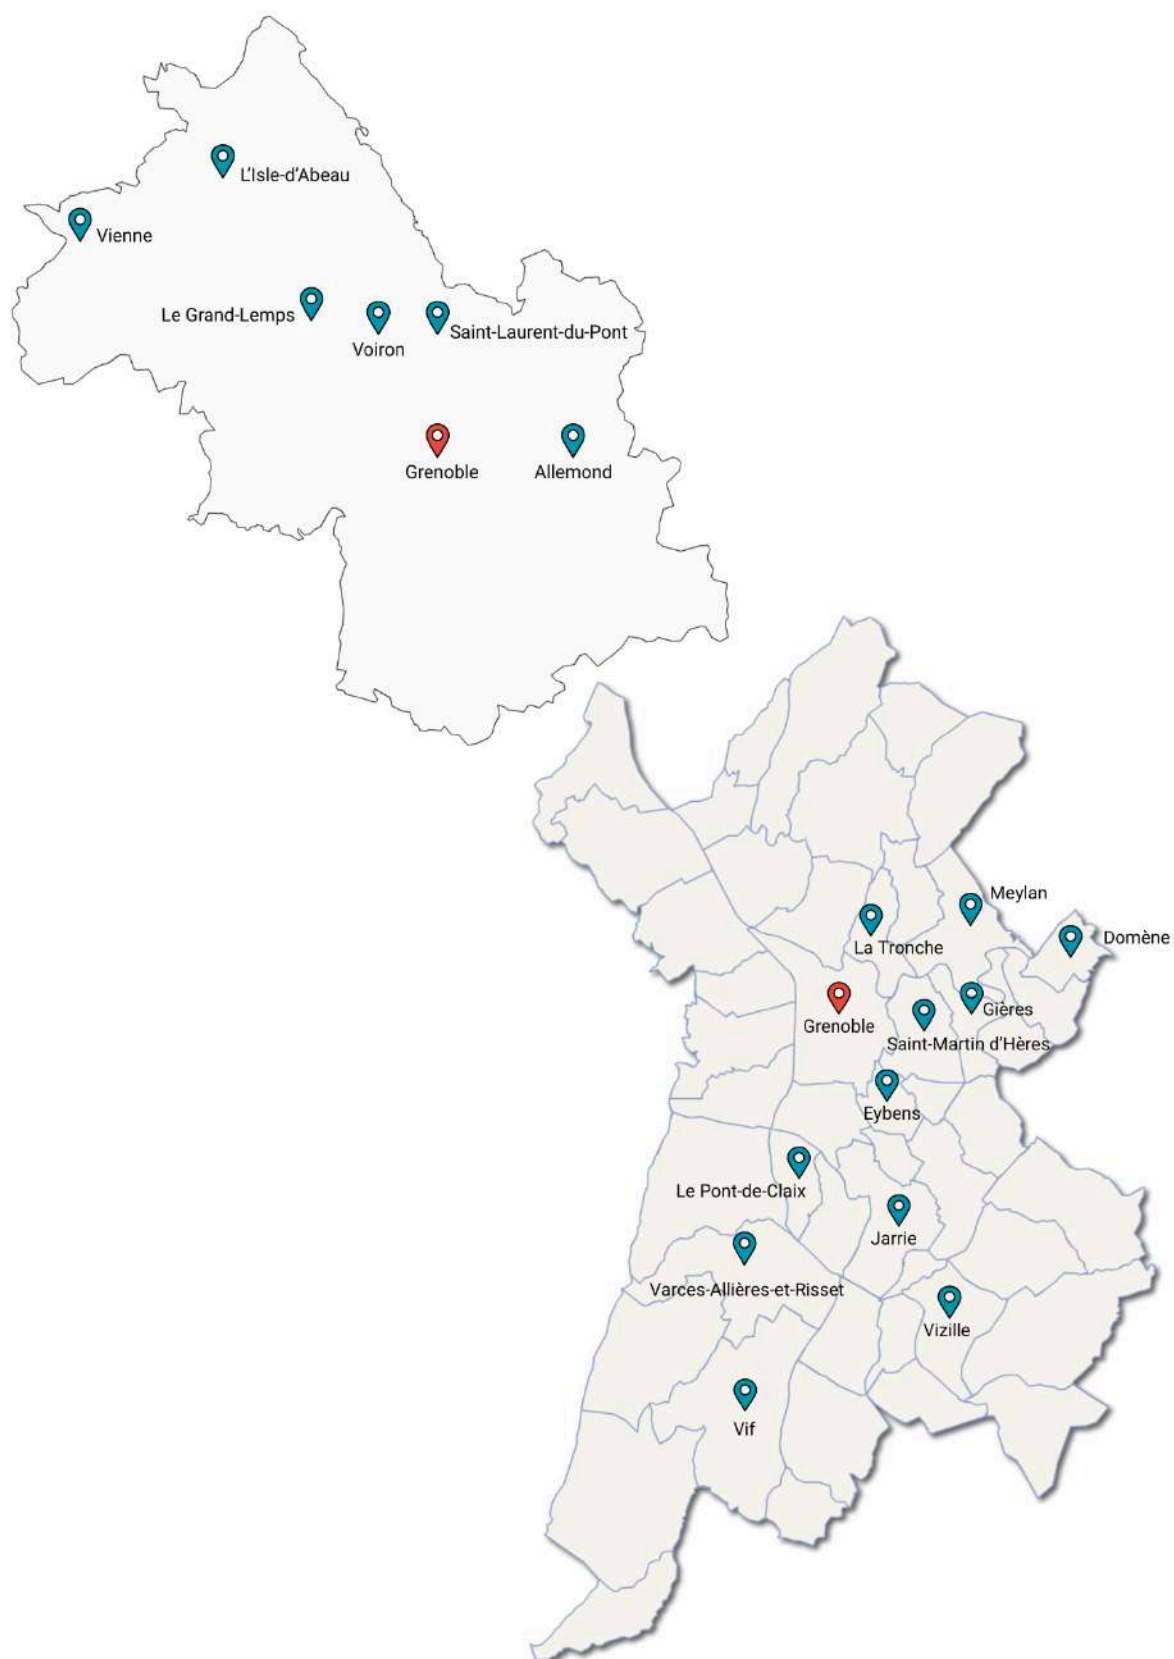 L'Isle-d'Abeau
Vienne
Le Grand-Lemps
Saint-Laurent-du-Pont
Voiron
Grenoble
Allemond
Meylan
Domène
La Tronche
Gières
Grenoble
Saint-Martin d'Hères
Eybens
Le Pont-de-Claix
Jarrie
Varces-Allières-et-Risset
Vizille
Vif